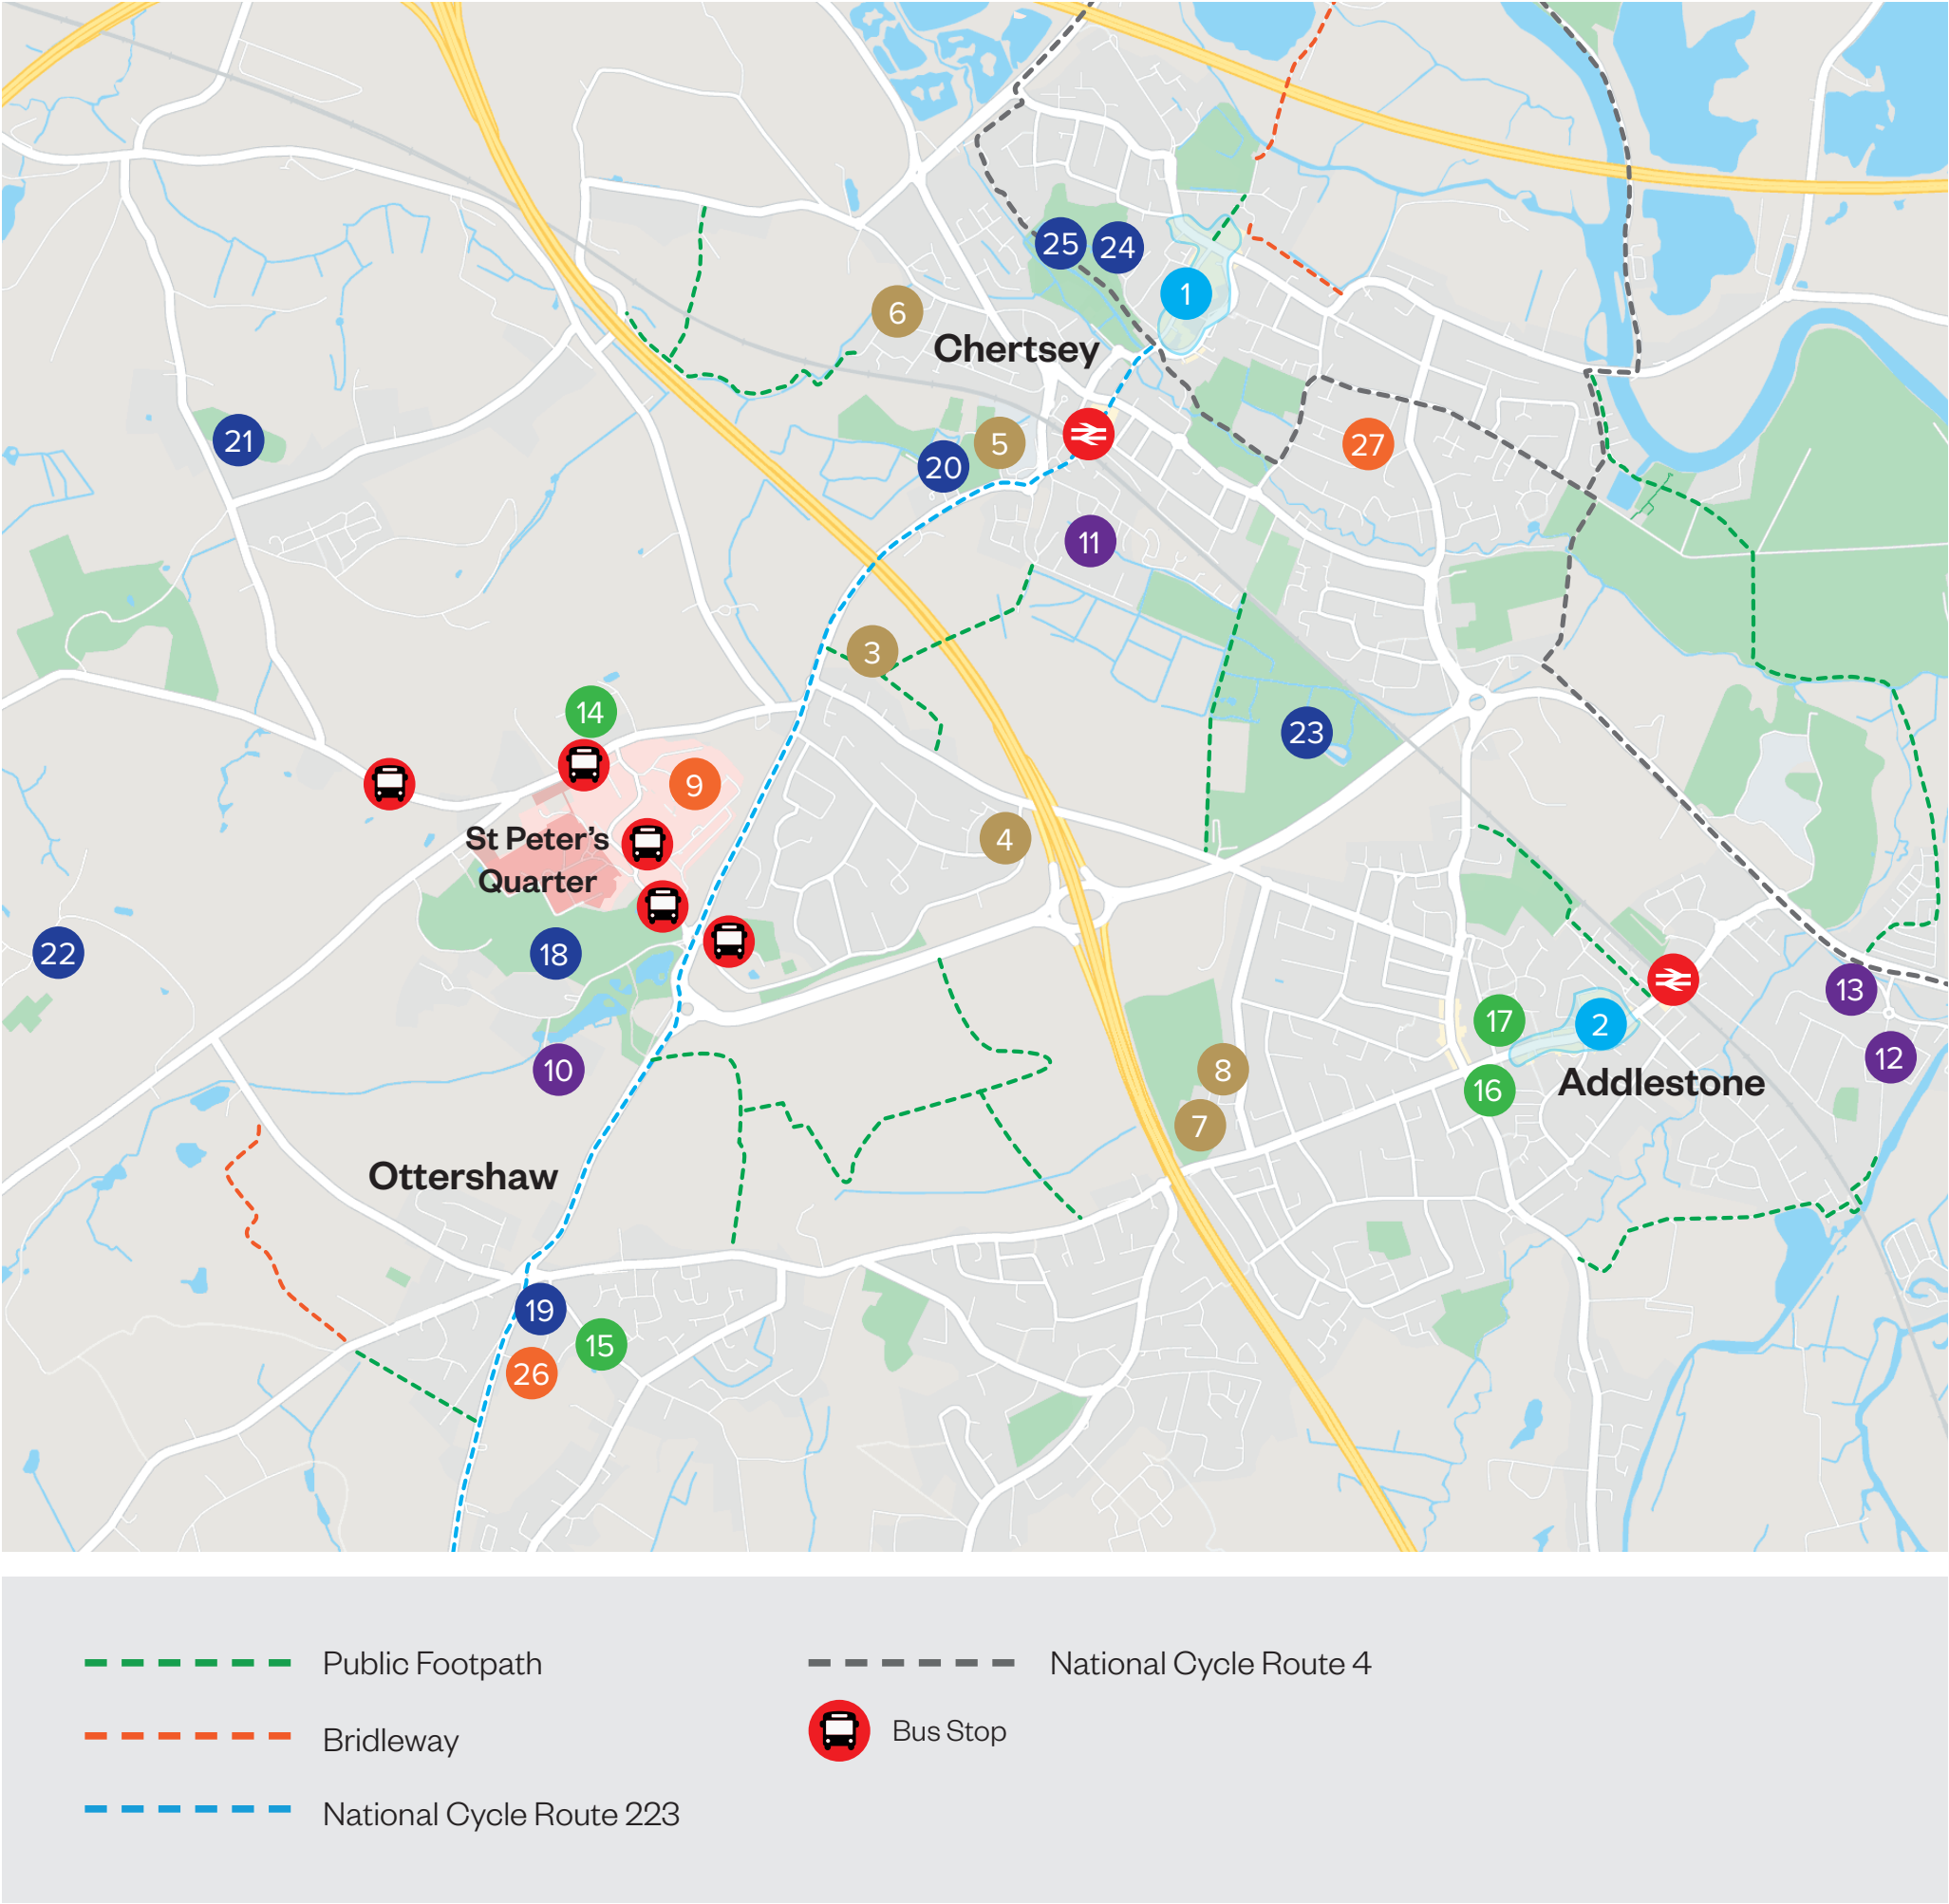 25
24
1
6
Chertsey
21
5
27
20
11
3
14
23
9
St Peter’s
Quarter
4
22
18
13
17
2
12
10
8
Addlestone
16
7
Ottershaw
19
15
26
Public Footpath
National Cycle Route 4
Bus Stop
Bridleway
National Cycle Route 223